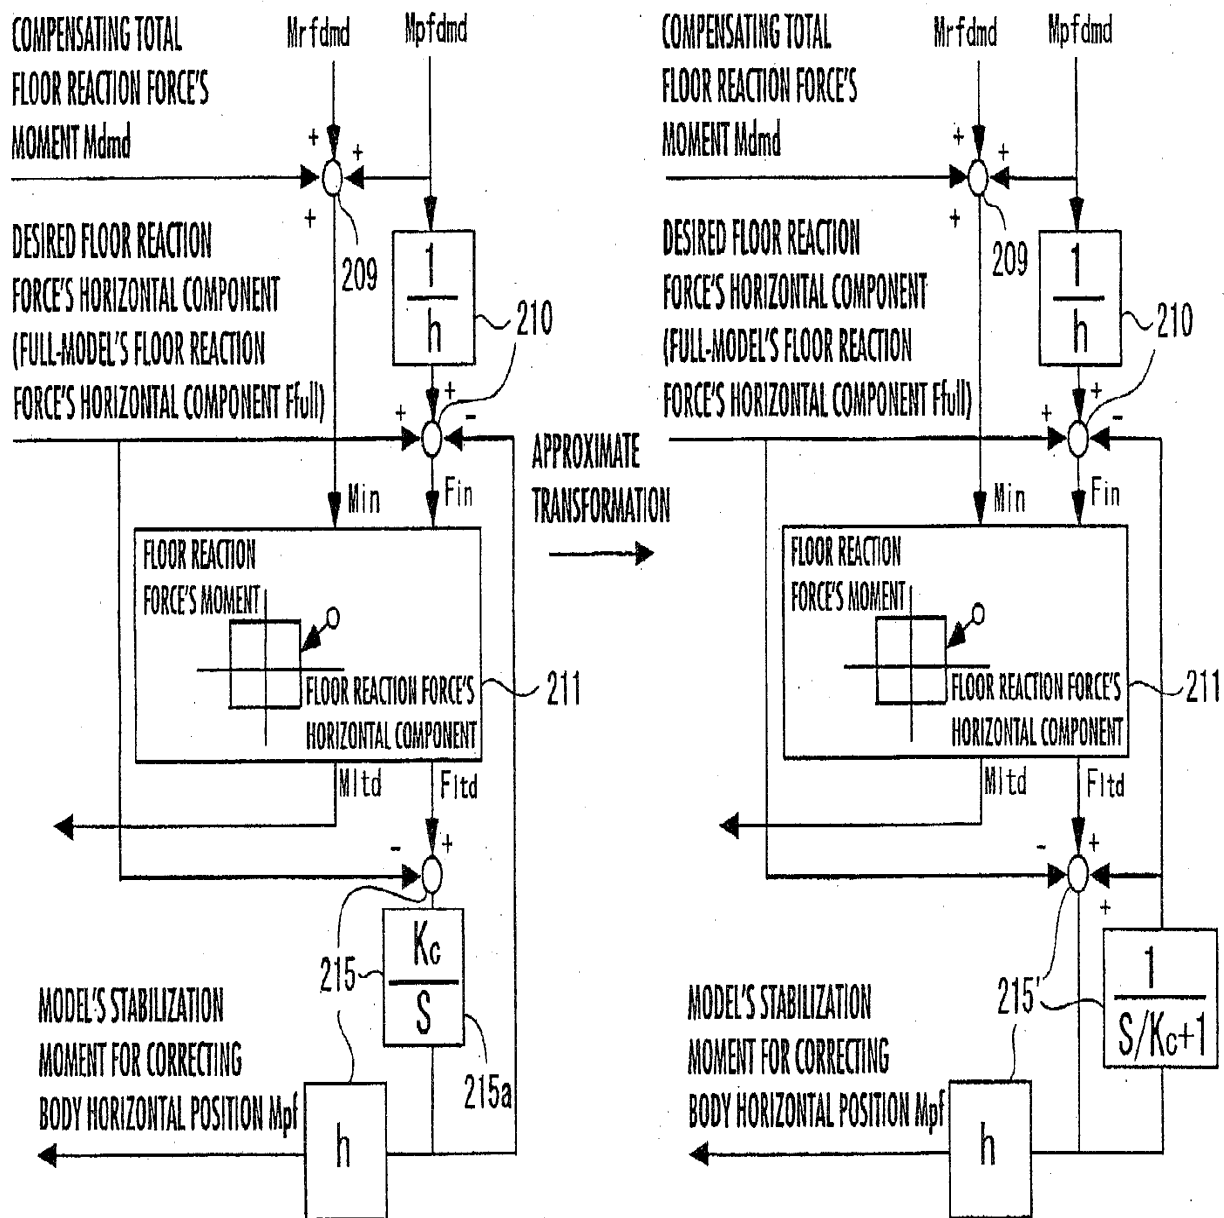 COMPENSATING TOTAL
FLOOR REACTION FORCE'S
MOMENT Mdmd
Mrfdmd
Mpfdmd
+
+
+
209
DESIRED FLOOR REACTION
FORCE'S HORIZONTAL COMPONENT
(FULL-MODEL'S FLOOR REACTION
FORCE'S HORIZONTAL COMPONENT Ffull)
1
h
210
+
+
-
Min
Fin
FLOOR REACTION
FORCE'S MOMENT
FLOOR REACTION FORCE'S
HORIZONTAL COMPONENT
211
Mltd
Fltd
-
+
215
Kc
S
215a
MODEL'S STABILIZATION
MOMENT FOR CORRECTING
BODY HORIZONTAL POSITION Mpf
h
APPROXIMATE
TRANSFORMATION
COMPENSATING TOTAL
FLOOR REACTION FORCE'S
MOMENT Mdmd
Mrfdmd
Mpfdmd
+
+
+
209
DESIRED FLOOR REACTION
FORCE'S HORIZONTAL COMPONENT
(FULL-MODEL'S FLOOR REACTION
FORCE'S HORIZONTAL COMPONENT Ffull)
1
h
210
+
+
-
Min
Fin
FLOOR REACTION
FORCE'S MOMENT
FLOOR REACTION FORCE'S
HORIZONTAL COMPONENT
211
Mltd
Fltd
-
+
+
215'
1
S/Kc+1
MODEL'S STABILIZATION
MOMENT FOR CORRECTING
BODY HORIZONTAL POSITION Mpf
h